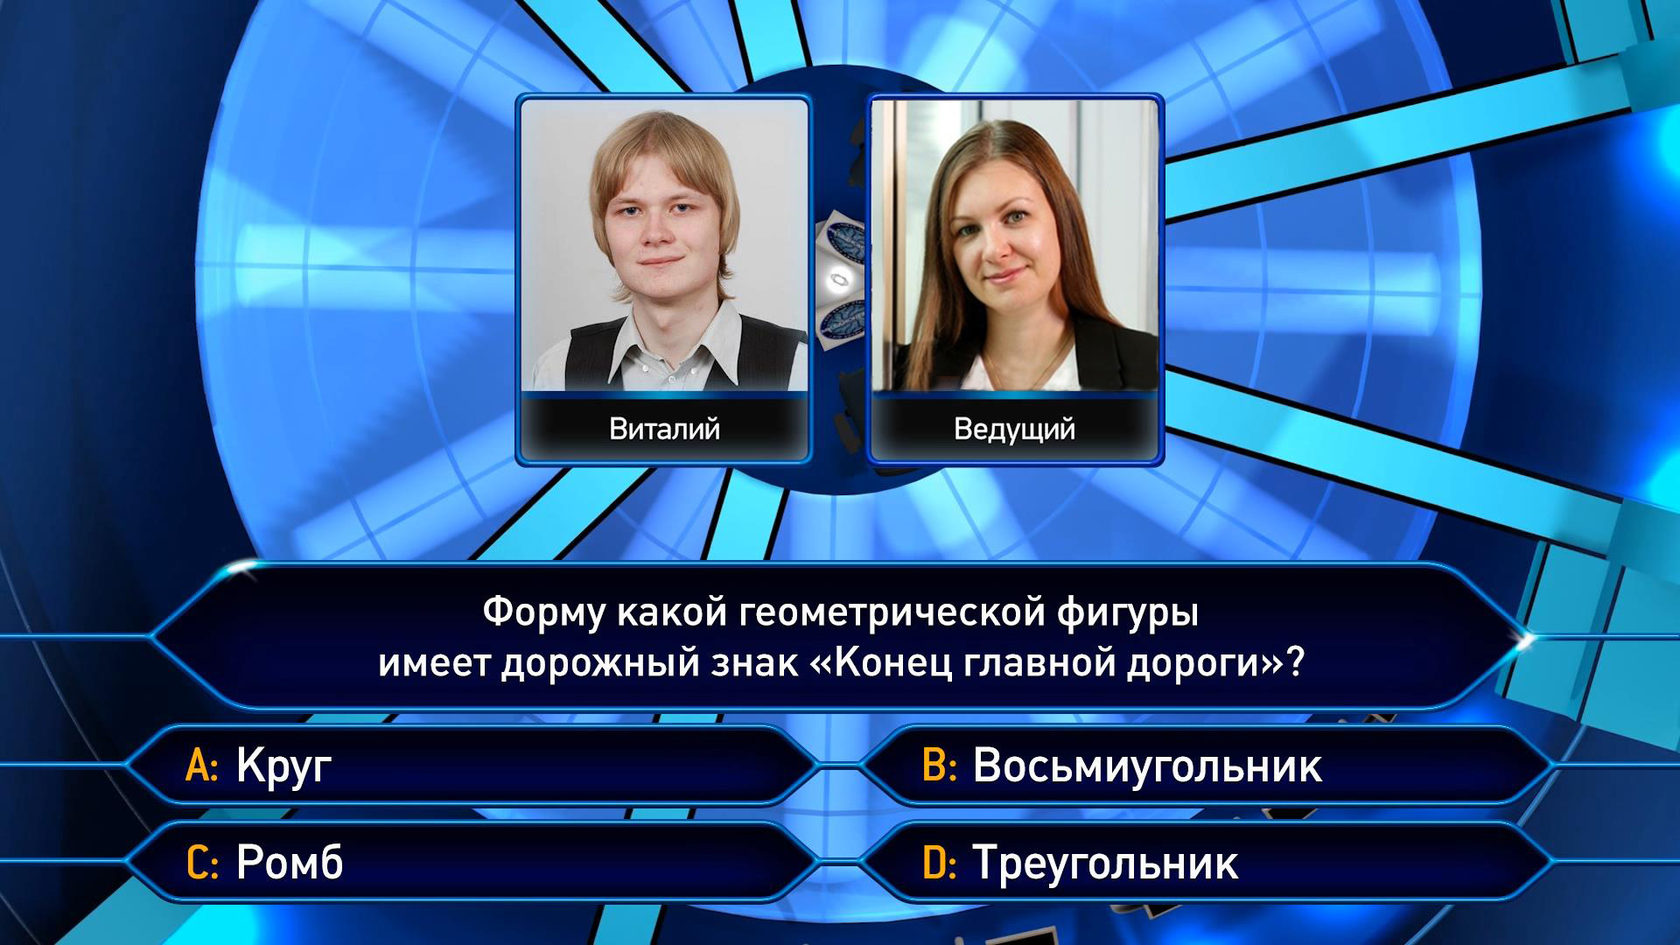 Виталий
Ведущий
Форму какой геометрической фигуры
имеет дорожный знак «Конец главной дороги»?
A: Круг
B: Восьмиугольник
C: Ромб
D: Треугольник